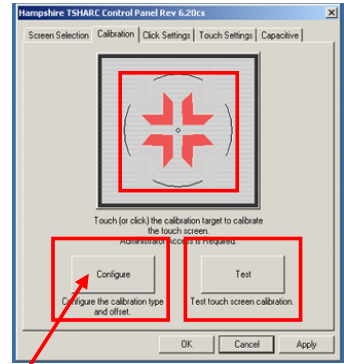 Hampshire TSHARC Control Panel Rev 6.20cs
Screen Selection Calibration Click Settings Touch Settings Capacitive
Touch (or click) the calibration target to calibrate
the touch screen.
Administrator Access is Required.
Configure Test
Configure the calibration type
and offset.
Test touch screen calibration.
OK Cancel Apply